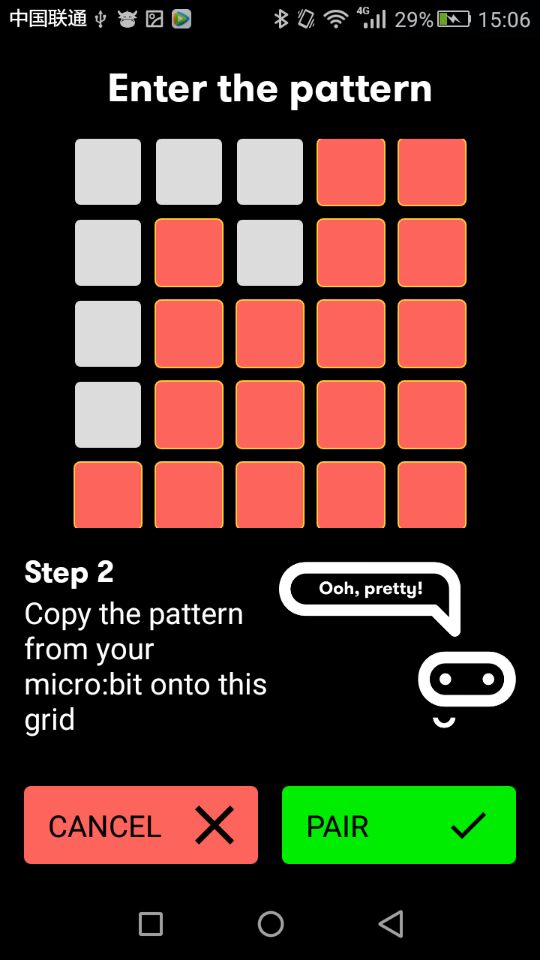 中国联通 4G 29% 15:06
Enter the pattern
Step 2
Ooh, pretty!
Copy the pattern
from your
micro:bit onto this
grid
CANCEL PAIR